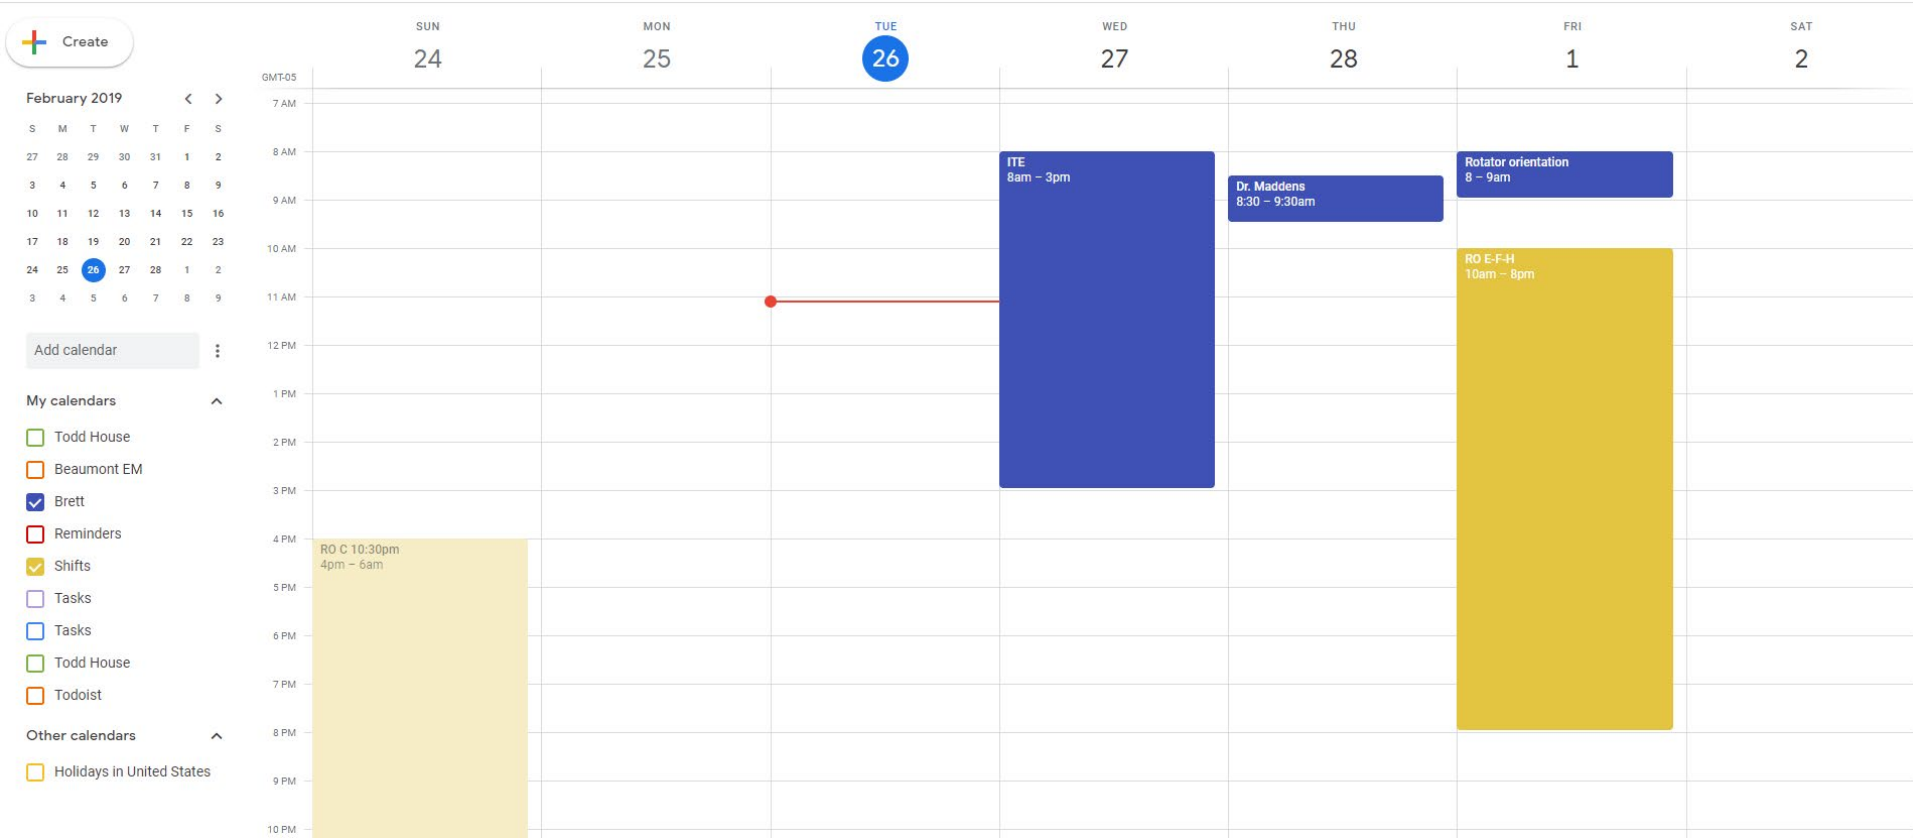 Create
February 2019
S M T W T F S
27 28 29 30 31 1 2
3 4 5 6 7 8 9
10 11 12 13 14 15 16
17 18 19 20 21 22 23
24 25 26 27 28 1 2
3 4 5 6 7 8 9
Add calendar
My calendars
Todd House
Beaumont EM
Brett
Reminders
Shifts
Tasks
Tasks
Todd House
Todoist
Other calendars
Holidays in United States
SUN MON TUE WED THU FRI SAT
24 25 26 27 28 1 2
GMT-05
7 AM
8 AM
9 AM
10 AM
11 AM
12 PM
1 PM
2 PM
3 PM
4 PM
5 PM
6 PM
7 PM
8 PM
9 PM
10 PM
RO C 10:30pm
4pm – 6am
ITE
8am – 3pm
Dr. Maddens
8:30 – 9:30am
Rotator orientation
8 – 9am
RO E-F-H
10am – 8pm